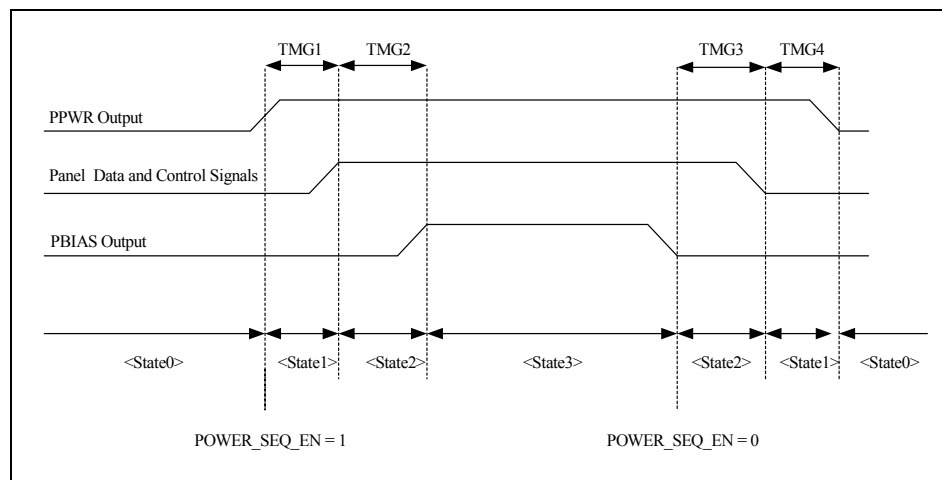 TMG1 TMG2 TMG3 TMG4
PPWR Output
Panel Data and Control Signals
PBIAS Output
<State0> <State1> <State2> <State3> <State2> <State1> <State0>
POWER_SEQ_EN = 1 POWER_SEQ_EN = 0